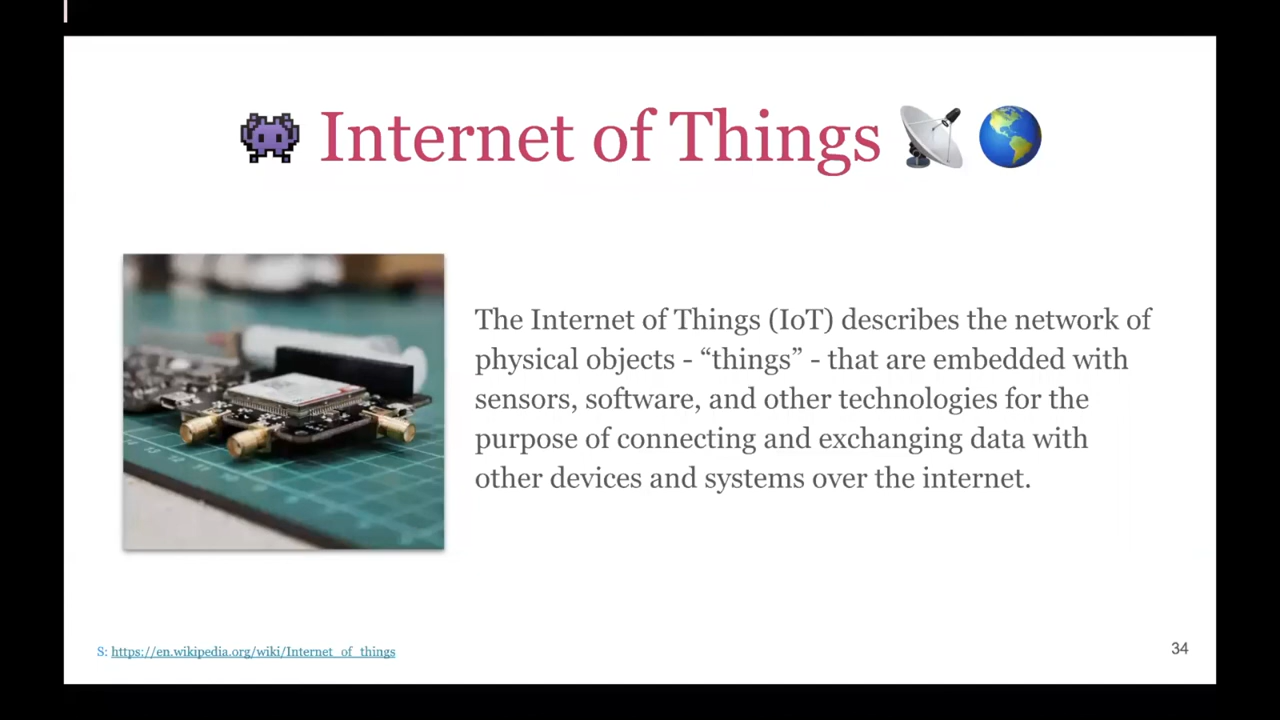 Internet of Things
The Internet of Things (IoT) describes the network of
physical objects - “things” - that are embedded with
sensors, software, and other technologies for the
purpose of connecting and exchanging data with
other devices and systems over the internet.
S: https://en.wikipedia.org/wiki/Internet_of_things
34